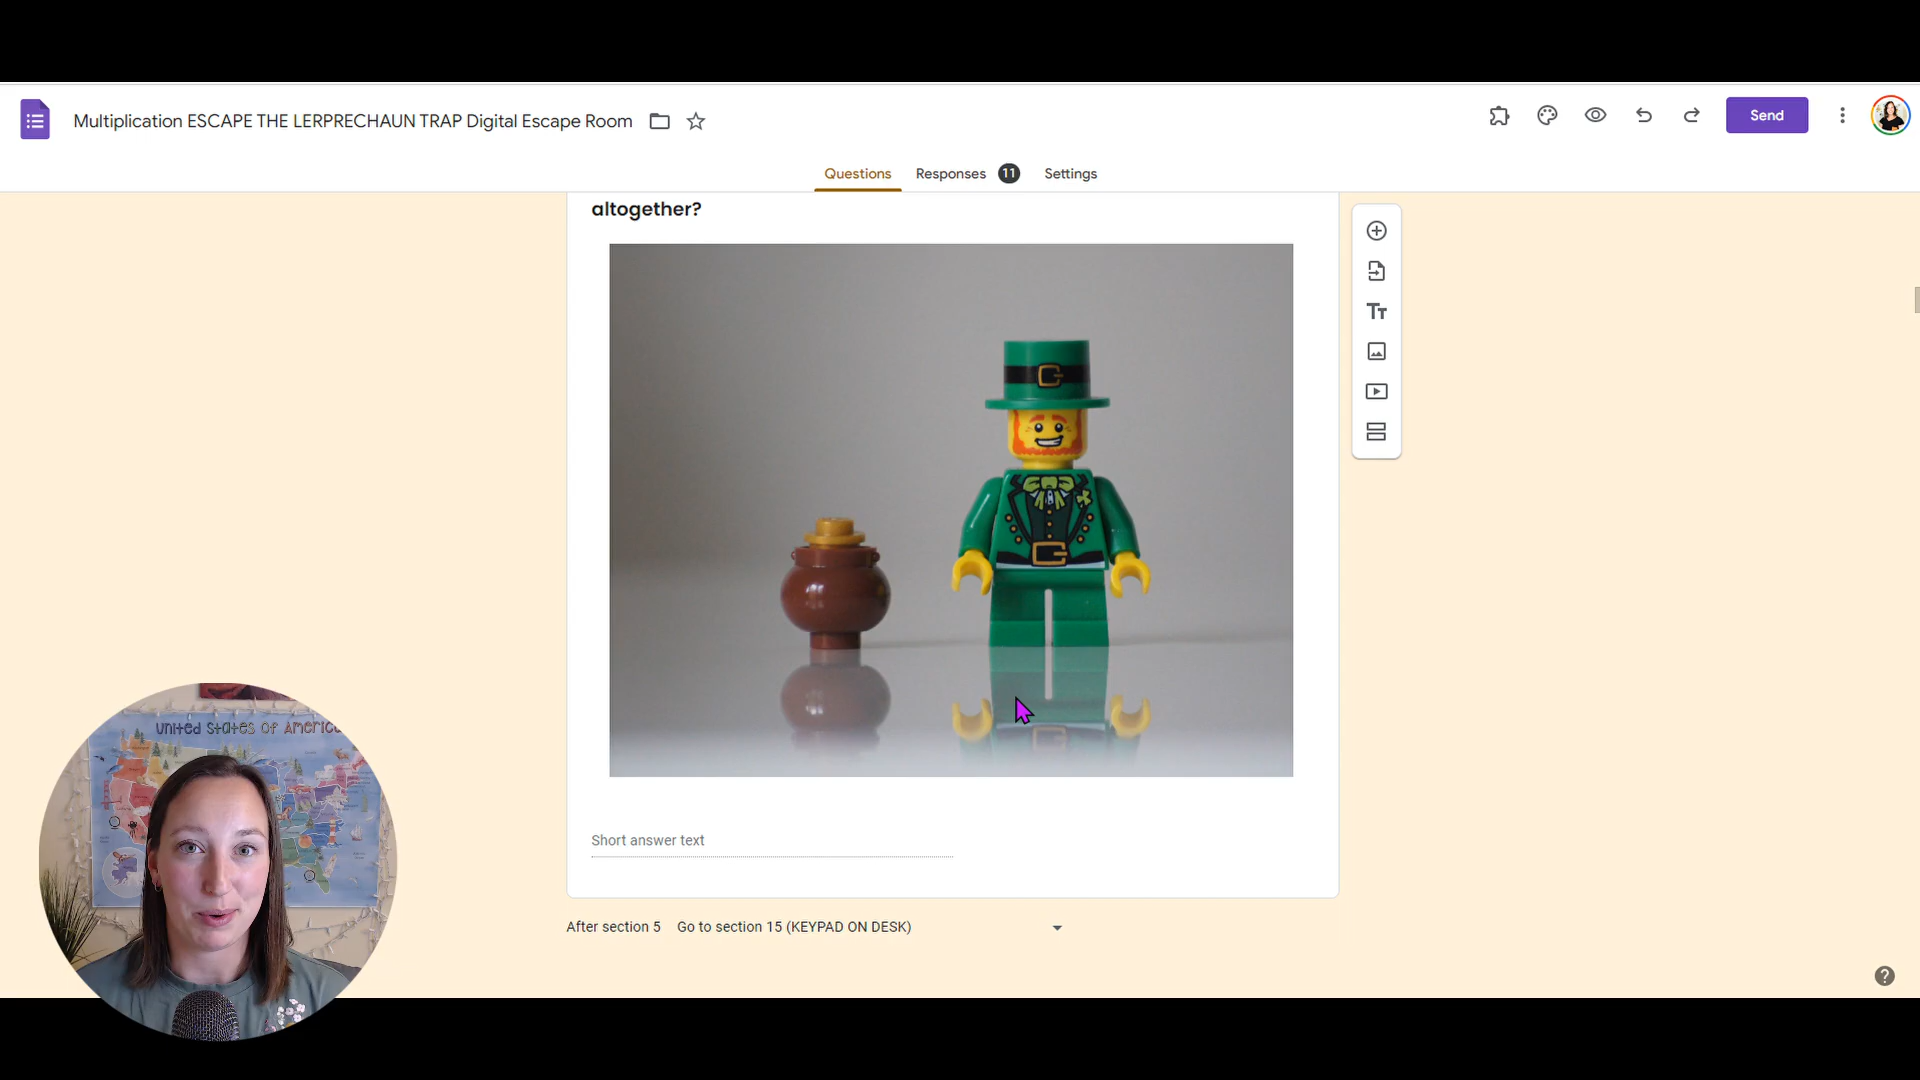 Multiplication ESCAPE THE LERPRECHAUN TRAP Digital Escape Room
Send
Questions
Responses 11
Settings
altogether?
Tт
United States of America
Short answer text
After section 5 Go to section 15 (KEYPAD ON DESK)